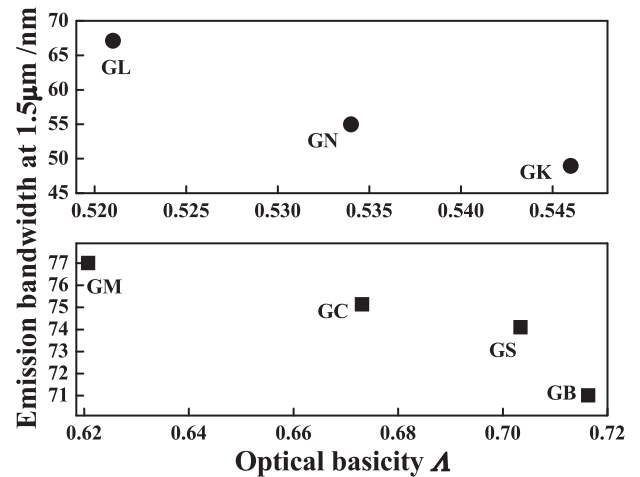 Emission bandwidth at 1.5μm /nm
70
65
60
55
50
45
GL
GN
GK
0.520 0.525 0.530 0.535 0.540 0.545
77
76
75
74
73
72
71
GM
GC
GS
GB
0.62 0.64 0.66 0.68 0.70 0.72
Optical basicity Λ